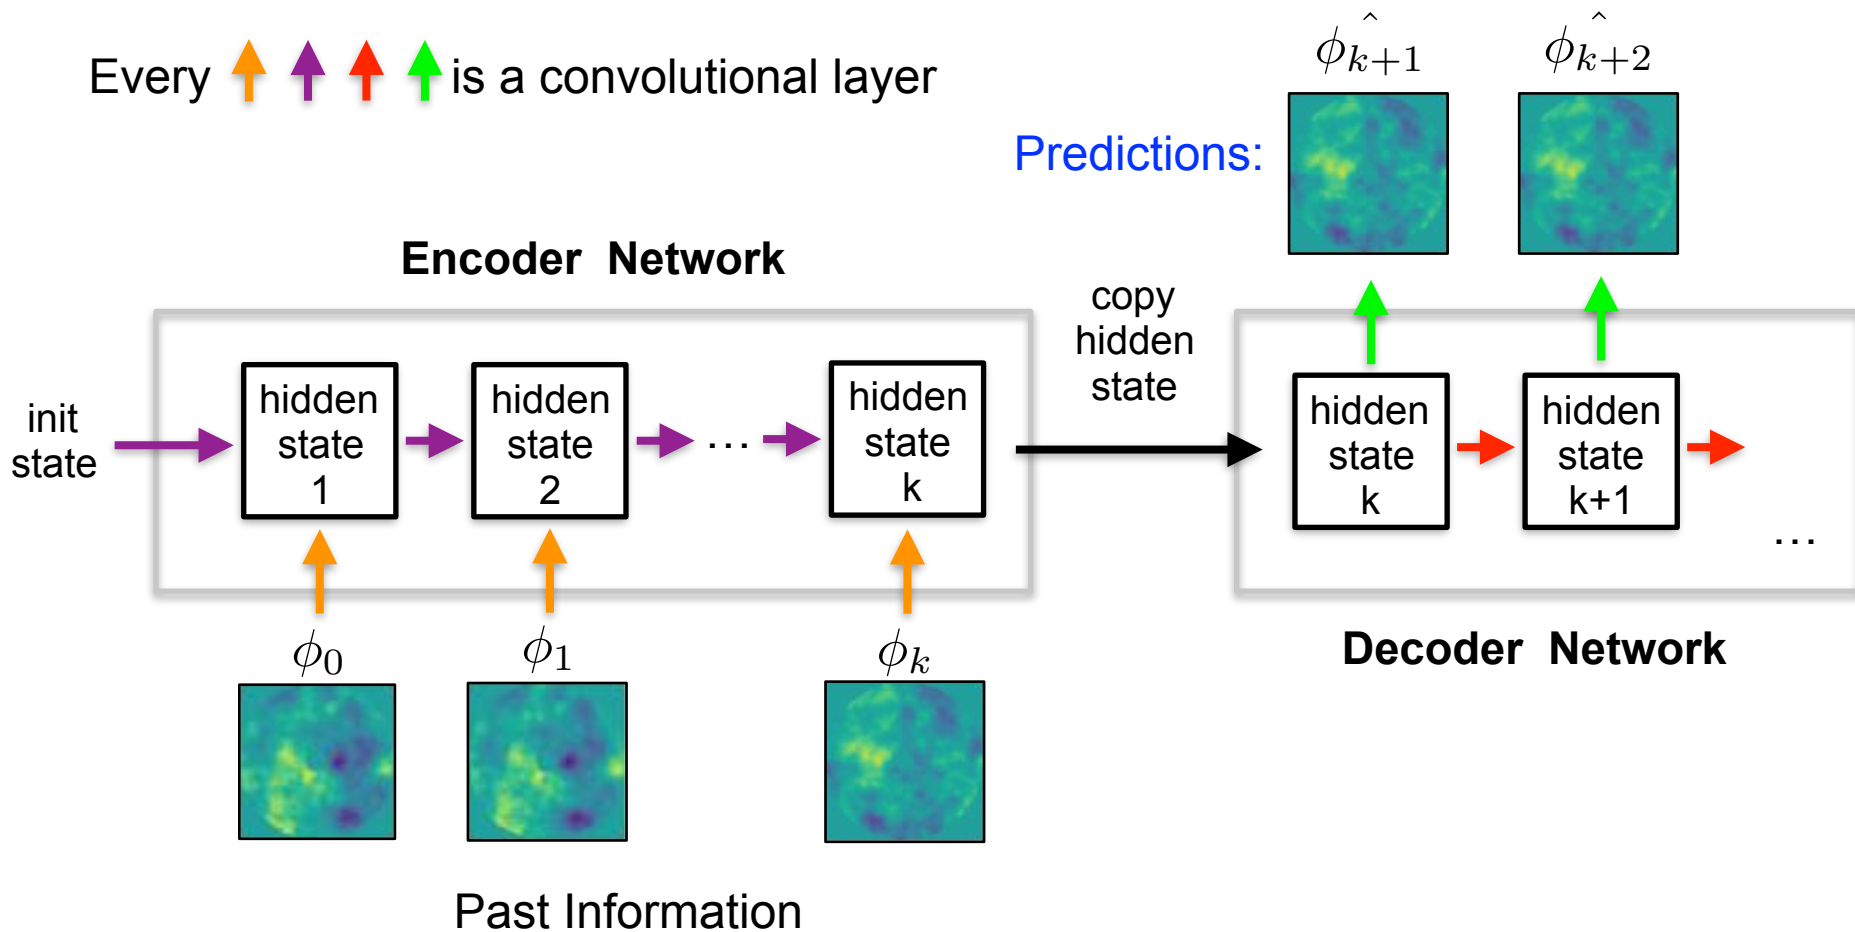 Every is a convolutional layer
ϕ̂ₖ₊₁
ϕ̂ₖ₊₂
Predictions:
Encoder Network
copy
hidden
state
init
state
hidden
state
1
hidden
state
2
...
hidden
state
k
hidden
state
k
hidden
state
k+1
...
ϕ₀
ϕ₁
ϕₖ
Decoder Network
Past Information